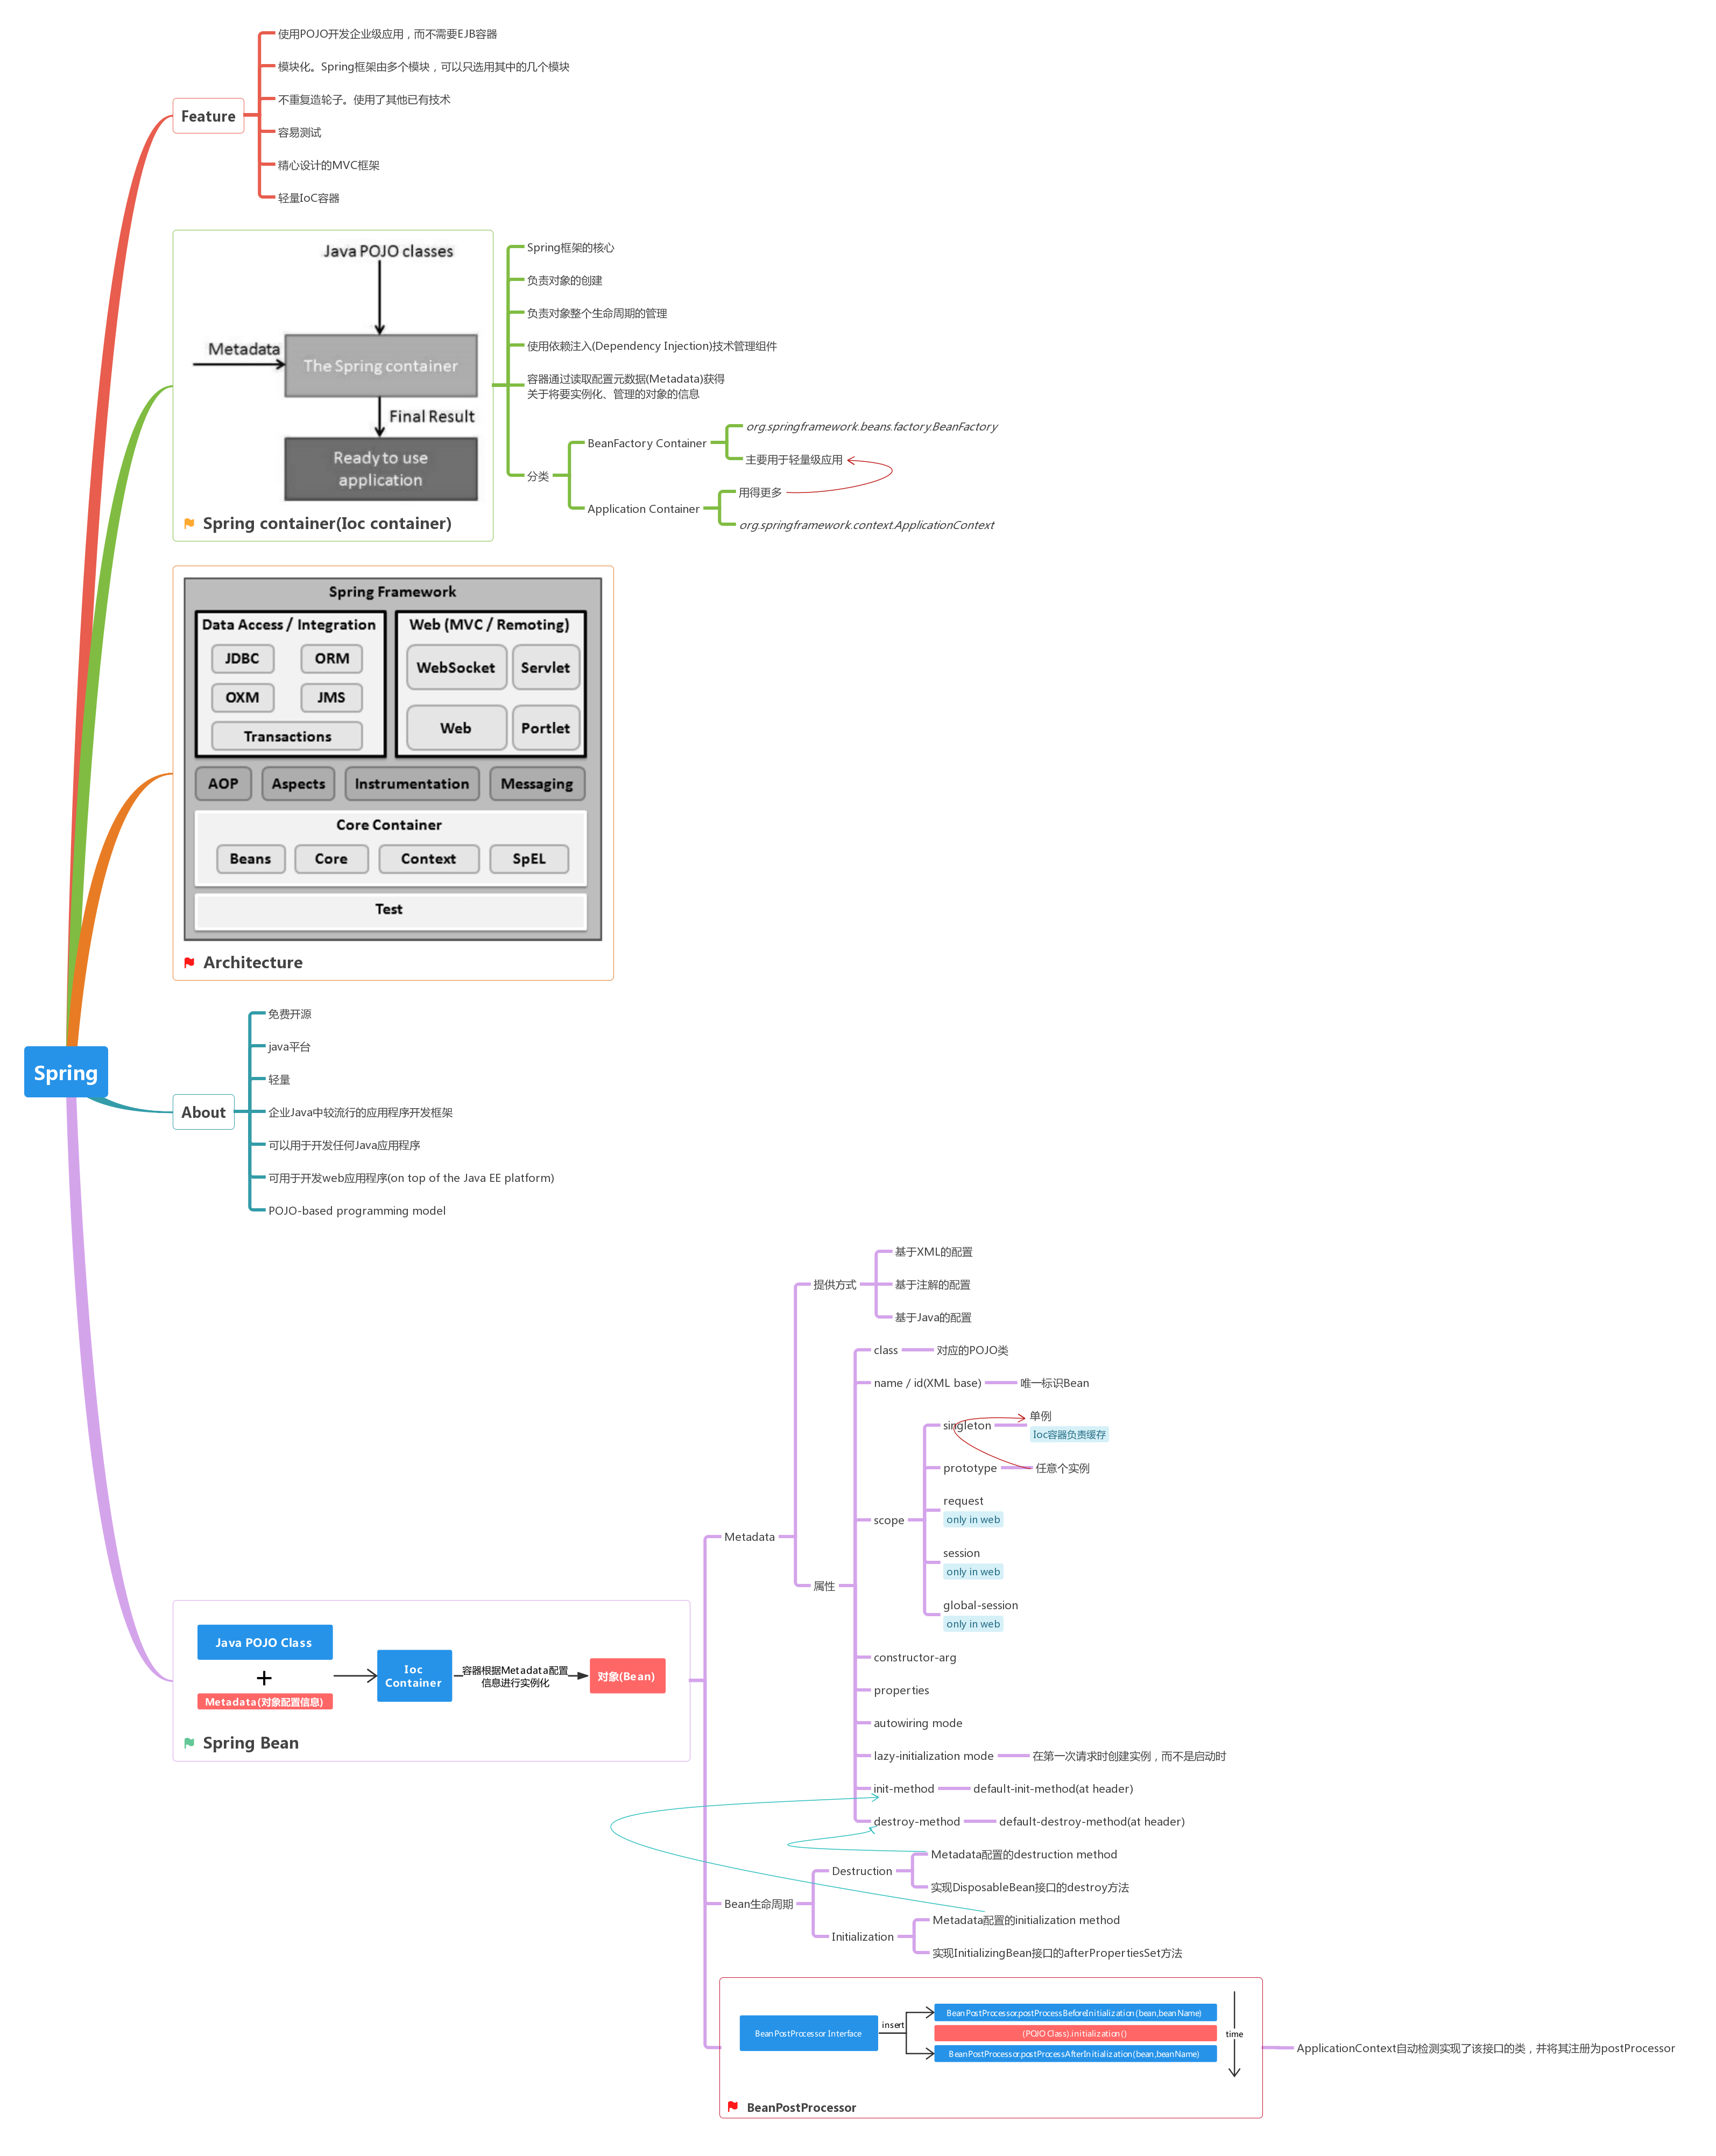 使用POJO开发企业级应用，而不需要EJB容器
模块化。Spring框架由多个模块，可以只选用其中的几个模块
不重复造轮子。使用了其他已有技术
Feature
容易测试
精心设计的MVC框架
轻量IoC容器
Java POJO classes
Metadata
The Spring container
Final Result
Ready to use
application
Spring container(Ioc container)
Spring框架的核心
负责对象的创建
负责对象整个生命周期的管理
使用依赖注入(Dependency Injection)技术管理组件
容器通过读取配置元数据(Metadata)获得
关于将要实例化、管理的对象的信息
分类
BeanFactory Container
org.springframework.beans.factory.BeanFactory
主要用于轻量级应用
Application Container
用得更多
org.springframework.context.ApplicationContext
Spring Framework
Data Access / Integration
JDBC
ORM
OXM
JMS
Transactions
Web (MVC / Remoting)
WebSocket
Servlet
Web
Portlet
AOP
Aspects
Instrumentation
Messaging
Core Container
Beans
Core
Context
SpEL
Test
Architecture
Spring
About
免费开源
java平台
轻量
企业Java中较流行的应用程序开发框架
可以用于开发任何Java应用程序
可用于开发web应用程序(on top of the Java EE platform)
POJO-based programming model
Java POJO Class
+
Metadata(对象配置信息)
Ioc
Container
容器根据Metadata配置
信息进行实例化
对象(Bean)
Spring Bean
Metadata
提供方式
基于XML的配置
基于注解的配置
基于Java的配置
属性
class
对应的POJO类
name / id(XML base)
唯一标识Bean
scope
singleton
单例
Ioc容器负责缓存
prototype
任意个实例
request
only in web
session
only in web
global-session
only in web
constructor-arg
properties
autowiring mode
lazy-initialization mode
在第一次请求时创建实例，而不是启动时
init-method
default-init-method(at header)
destroy-method
default-destroy-method(at header)
Bean生命周期
Destruction
Metadata配置的destruction method
实现DisposableBean接口的destroy方法
Initialization
Metadata配置的initialization method
实现InitializingBean接口的afterPropertiesSet方法
BeanPostProcessor Interface
insert
BeanPostProcessor.postProcessBeforeInitialization(bean,beanName)
(POJO Class).initialization()
BeanPostProcessor.postProcessAfterInitialization(bean,beanName)
time
BeanPostProcessor
ApplicationContext自动检测实现了该接口的类，并将其注册为postProcessor